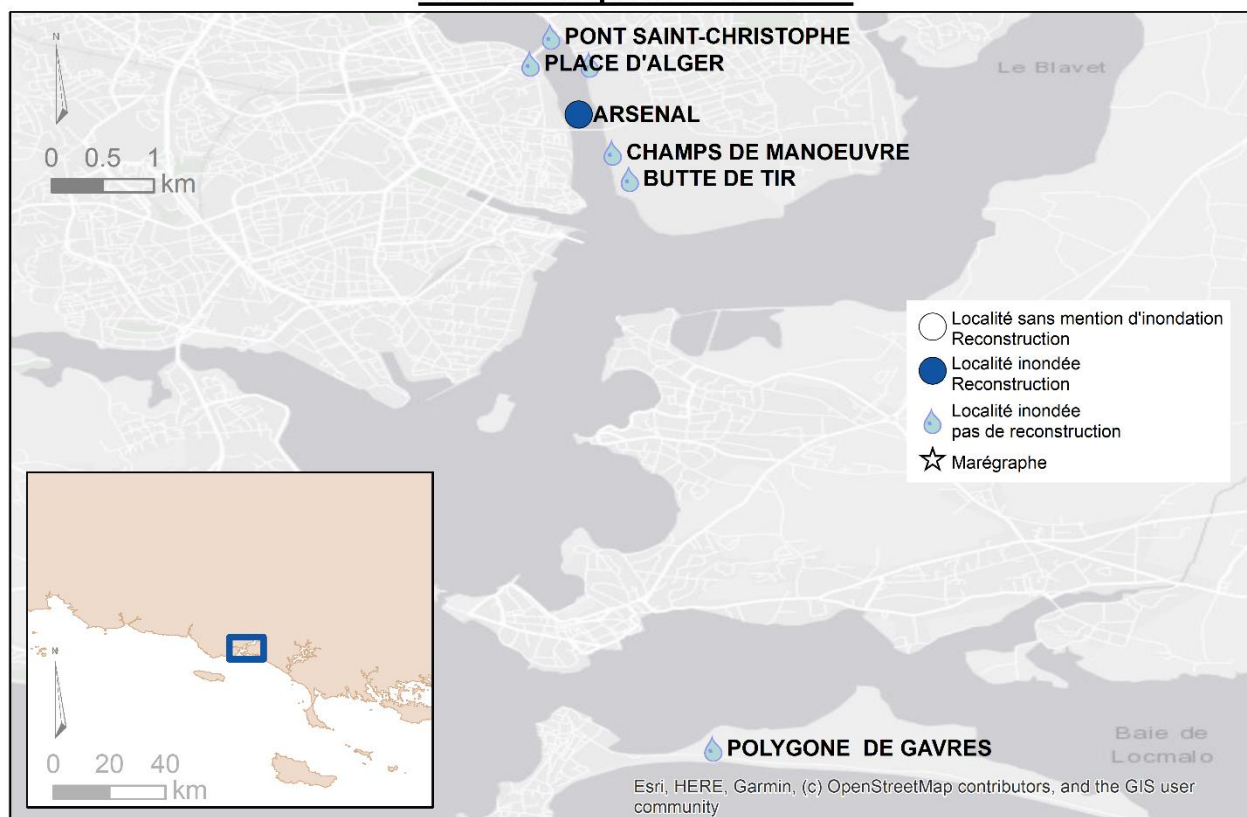 N
PONT SAINT-CHRISTOPHE
PLACE D'ALGER
Le Blavet
ARSENAL
CHAMPS DE MANOEUVRE
BUTTE DE TIR
0 0.5 1
km
Localité sans mention d'inondation
Reconstruction
Localité inondée
Reconstruction
Localité inondée
pas de reconstruction
Marégraphe
N
0 20 40
km
POLYGONE DE GAVRES
Baie de
Locmalo
Esri, HERE, Garmin, (c) OpenStreetMap contributors, and the GIS user
community